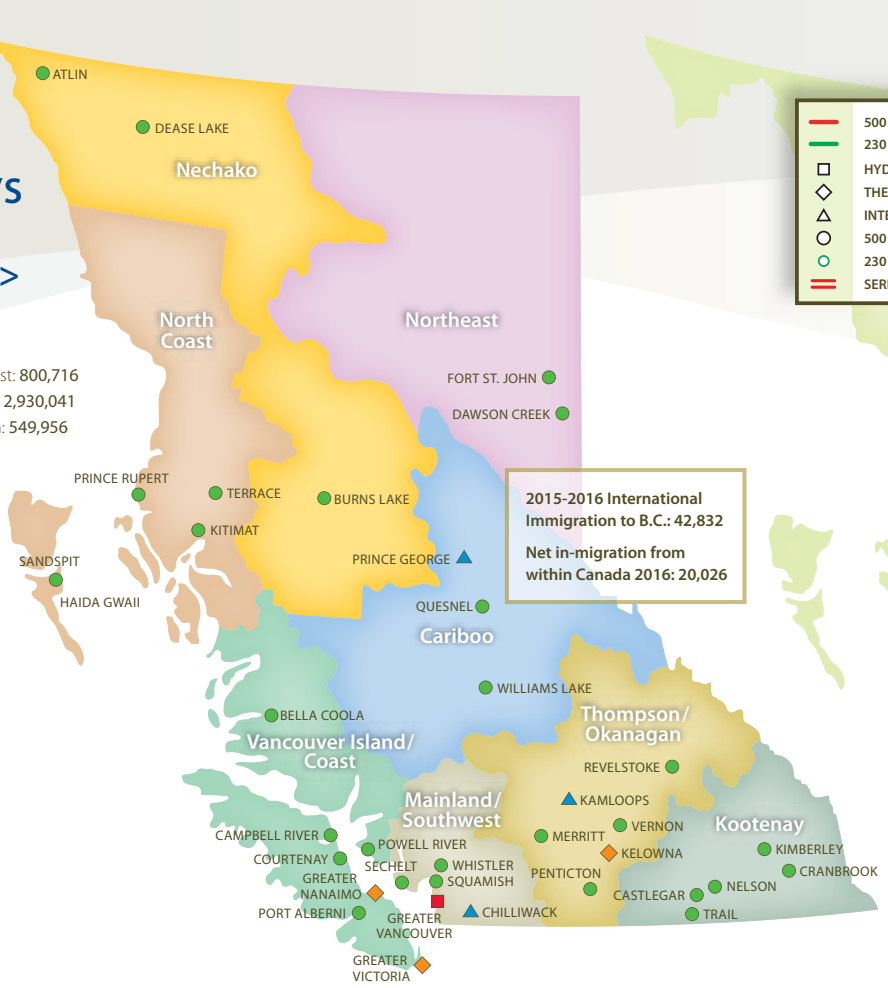 ATLIN
DEASE LAKE
Nechako
's
>
North
Coast
Northeast
FORT ST. JOHN
DAWSON CREEK
st: 800,716
2,930,041
: 549,956
PRINCE RUPERT
TERRACE
KITIMAT
BURNS LAKE
SANDSPIT
HAIDA GWAII
PRINCE GEORGE
2015-2016 International
Immigration to B.C.: 42,832
Net in-migration from
within Canada 2016: 20,026
QUESNEL
Cariboo
WILLIAMS LAKE
BELLA COOLA
Vancouver Island/
Coast
Thompson/
Okanagan
REVELSTOKE
KAMLOOPS
Mainland/
Southwest
MERRITT
VERNON
KELOWNA
PENTICTON
Kootenay
KIMBERLEY
CRANBROOK
NELSON
CASTLEGAR
TRAIL
CAMPBELL RIVER
POWELL RIVER
COURTENAY
SECHELT
WHISTLER
SQUAMISH
GREATER
NANAIMO
PORT ALBERNI
GREATER
VANCOUVER
CHILLIWACK
GREATER
VICTORIA
500
230
HYD
THE
INTE
500
230
SERI